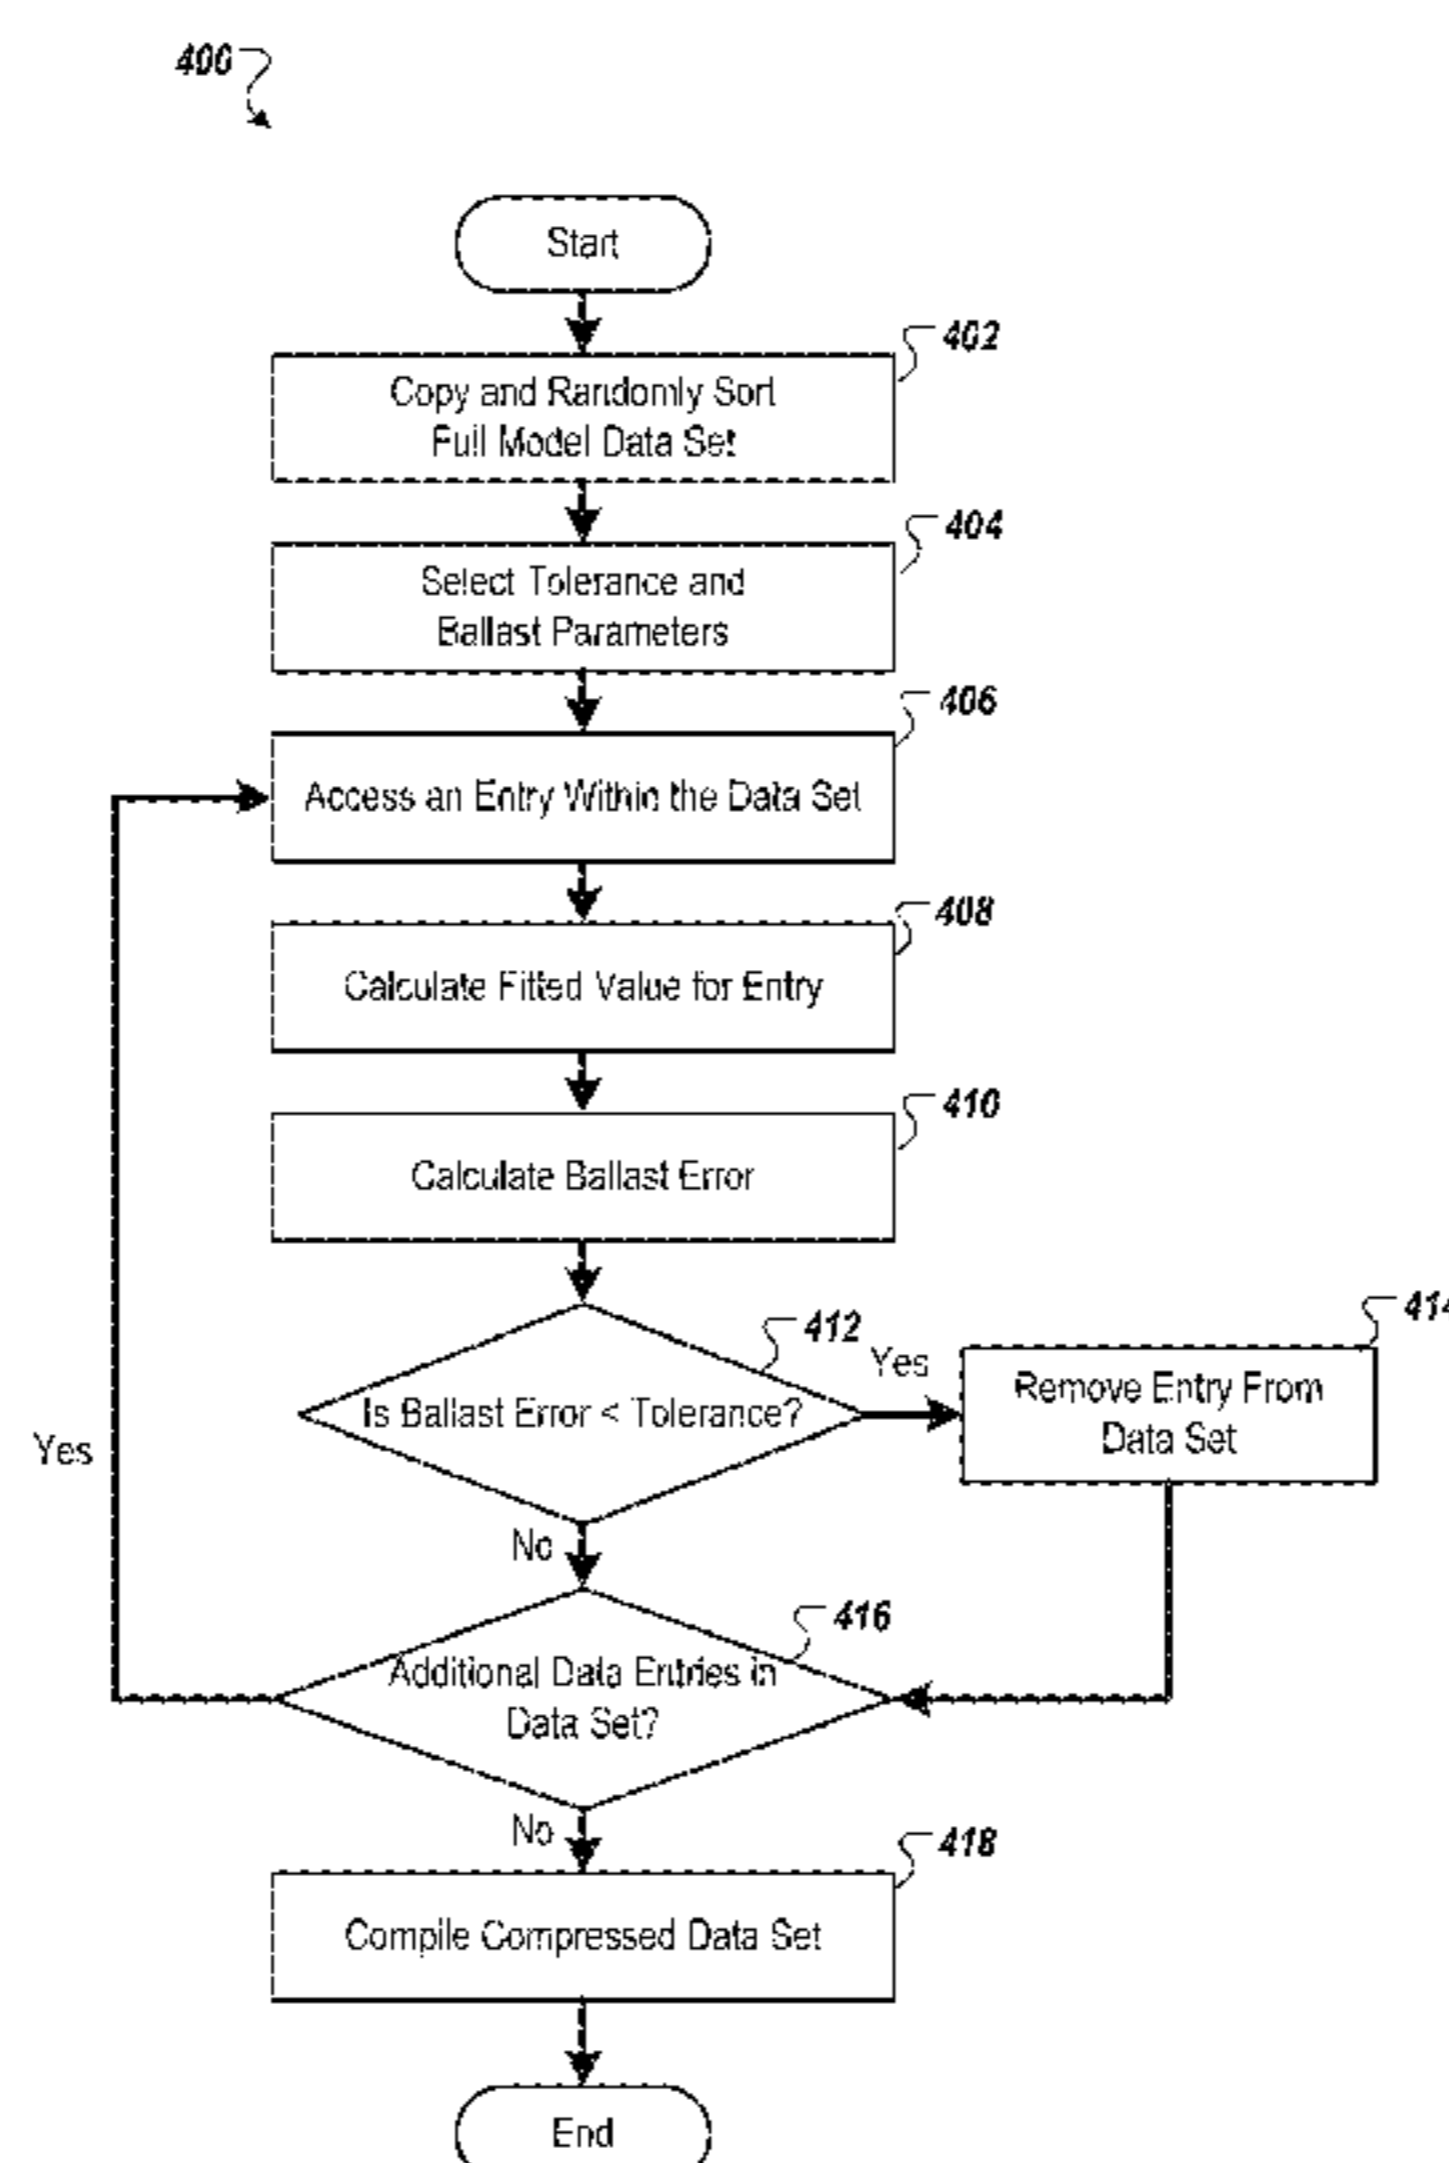 400
Start
402
Copy and Randomly Sort
Full Model Data Set
404
Select Tolerance and
Ballast Parameters
406
Access an Entry Within the Data Set
408
Calculate Fitted Value for Entry
410
Calculate Ballast Error
412
Is Ballast Error < Tolerance?
Yes
414
Remove Entry From
Data Set
Yes
No
416
Additional Data Entries in
Data Set?
No
418
Compile Compressed Data Set
End